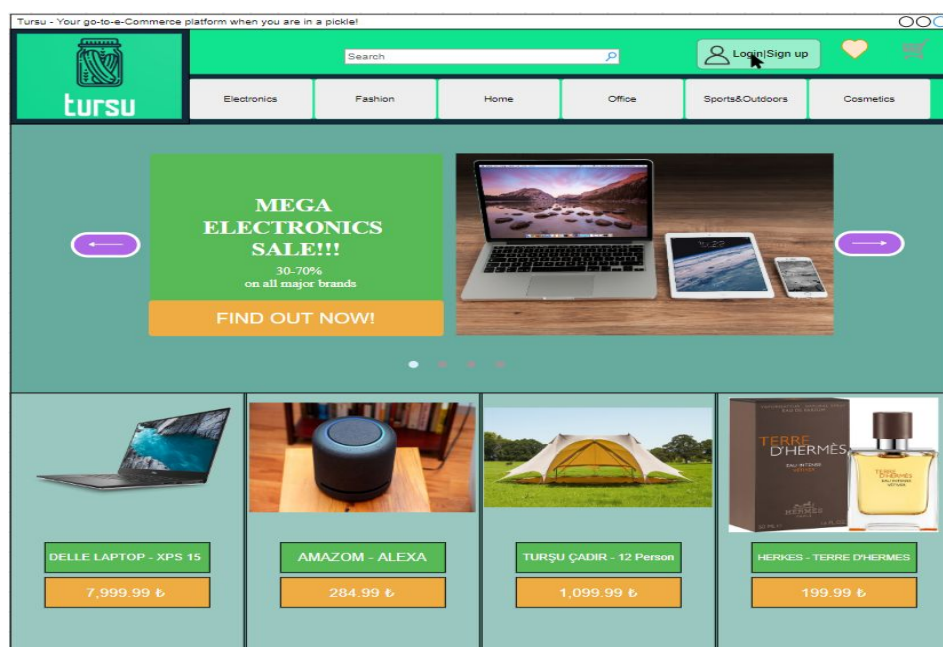 Tursu - Your go-to-e-Commerce platform when you are in a pickle!
Search
Login|Sign up
tursu
Electronics
Fashion
Home
Office
Sports&Outdoors
Cosmetics
MEGA
ELECTRONICS
SALE!!!
30-70%
on all major brands
FIND OUT NOW!
TERRE
D'HERMÈS
EAU INTENSE
VÉTIVER
HERMÈS
DELLE LAPTOP - XPS 15
AMAZOM - ALEXA
TURŞU ÇADIR - 12 Person
HERKES - TERRE D'HERMES
7,999.99 ₺
284.99 ₺
1,099.99 ₺
199.99 ₺